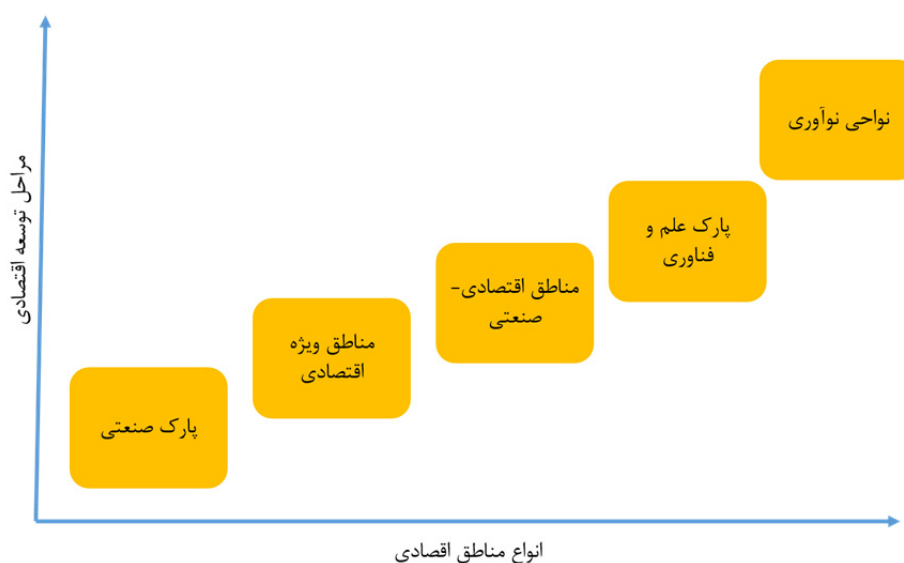 نواحی نوآوری
پارک علم و
فناوری
مناطق اقتصادی-
صنعتی
مناطق ویژه
اقتصادی
پارک صنعتی
مراحل توسعه اقتصادی
انواع مناطق اقصادی